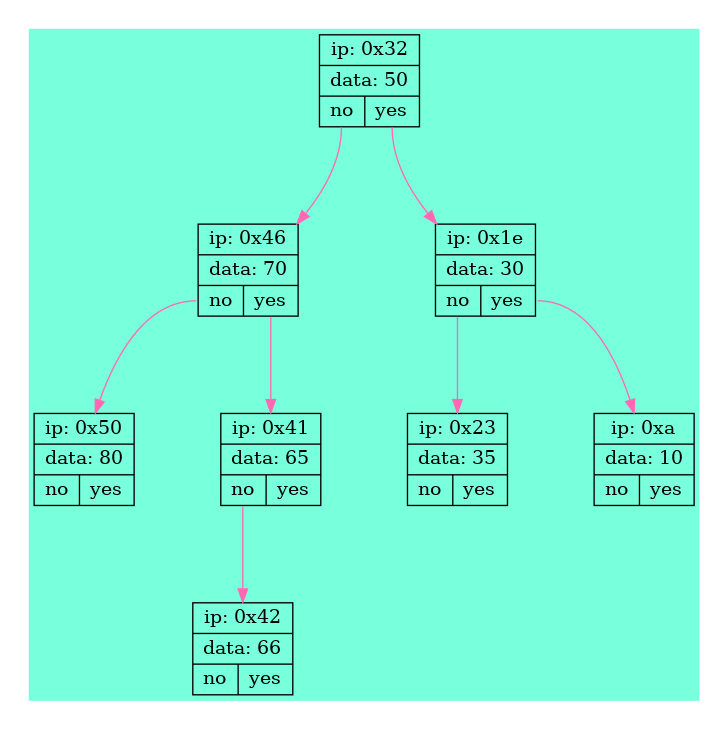 ip: 0x32
data: 50
no yes
ip: 0x46
data: 70
no yes
ip: 0x1e
data: 30
no yes
ip: 0x50
data: 80
no yes
ip: 0x41
data: 65
no yes
ip: 0x23
data: 35
no yes
ip: 0xa
data: 10
no yes
ip: 0x42
data: 66
no yes